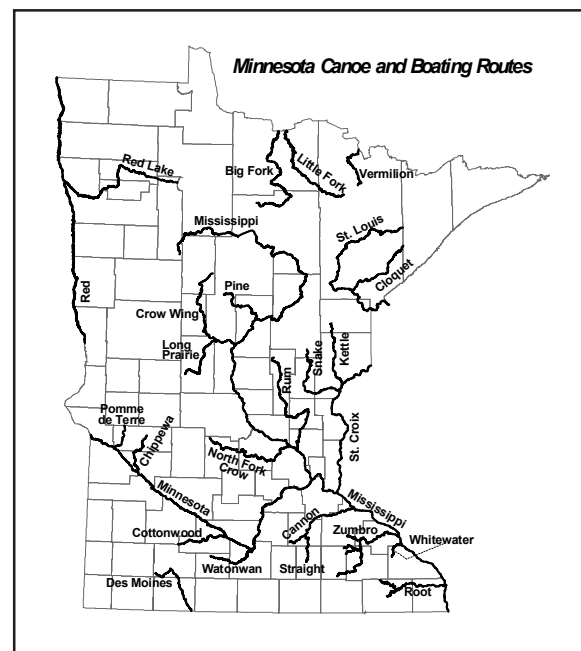 Minnesota Canoe and Boating Routes
Red Lake
Big Fork
Little Fork
Vermilion
Mississippi
St. Louis
Cloquet
Red
Pine
Crow Wing
Long
Prairie
Rum
Snake
Kettle
Pomme
de Terre
Chippewa
North Fork
Crow
St. Croix
Minnesota
Mississippi
Cannon
Zumbro
Cottonwood
Whitewater
Watonwan
Straight
Des Moines
Root